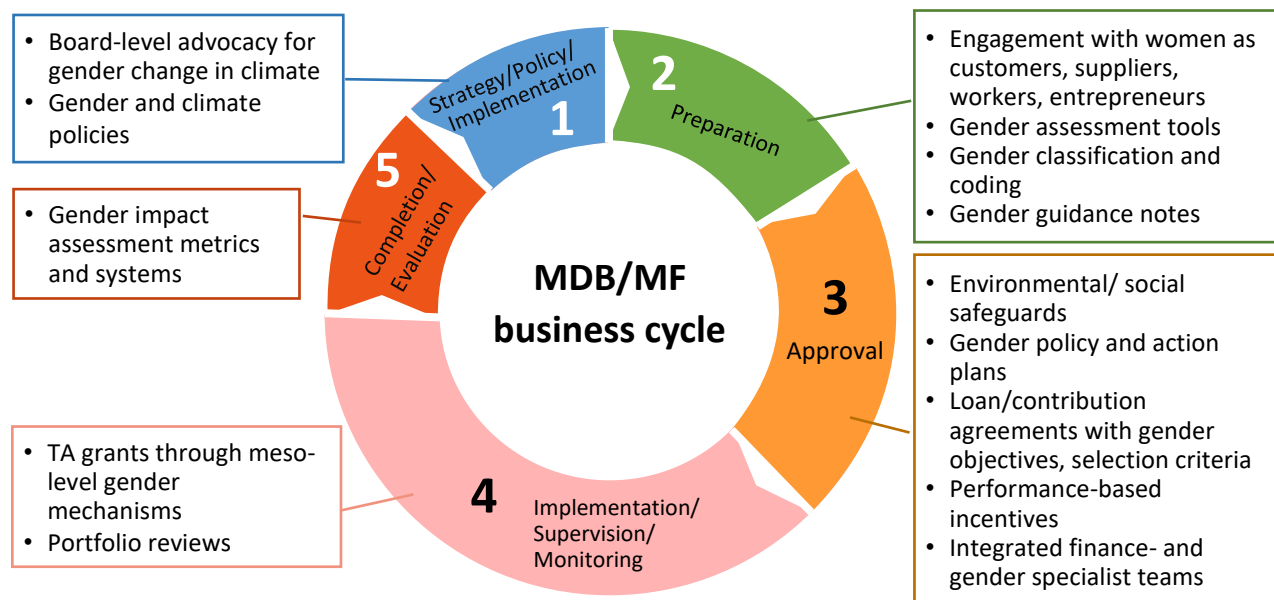 • Board-level advocacy for
gender change in climate
• Gender and climate
policies
Strategy/Policy/
Implementation
1
2
Preparation
• Engagement with women as
customers, suppliers,
workers, entrepreneurs
• Gender assessment tools
• Gender classification and
coding
• Gender guidance notes
5
Completion/
Evaluation
• Gender impact
assessment metrics
and systems
MDB/MF
business cycle
3
Approval
• Environmental/ social
safeguards
• Gender policy and action
plans
• Loan/contribution
agreements with gender
objectives, selection criteria
• Performance-based
incentives
• Integrated finance- and
gender specialist teams
• TA grants through meso-
level gender
mechanisms
• Portfolio reviews
4
Implementation/
Supervision/
Monitoring